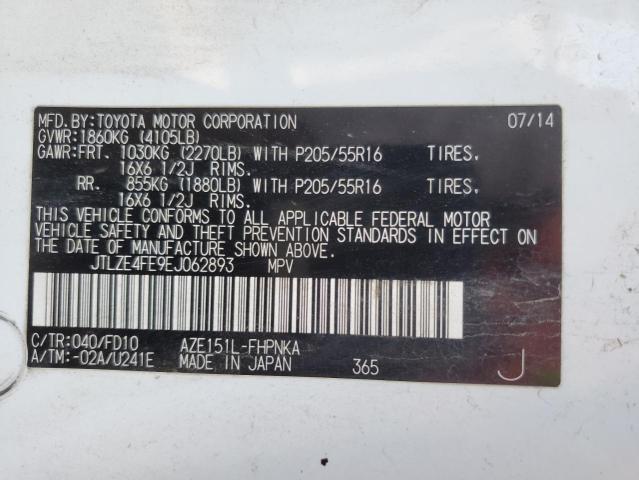 MFD.BY:TOYOTA MOTOR CORPORATION 07/14
GVWR:1860KG (4105LB)
GAWR:FRT. 1030KG (2270LB) WITH P205/55R16 TIRES,
16X6 1/2J RIMS.
RR. 855KG (1880LB) WITH P205/55R16 TIRES,
16X6 1/2J RIMS.
THIS VEHICLE CONFORMS TO ALL APPLICABLE FEDERAL MOTOR
VEHICLE SAFETY AND THEFT PREVENTION STANDARDS IN EFFECT ON
THE DATE OF MANUFACTURE SHOWN ABOVE.
JTLZE4FE9EJ062893 MPV
C/TR:040/FD10 AZE151L-FHPNKA
A/TM:-02A/U241E MADE IN JAPAN 365 J